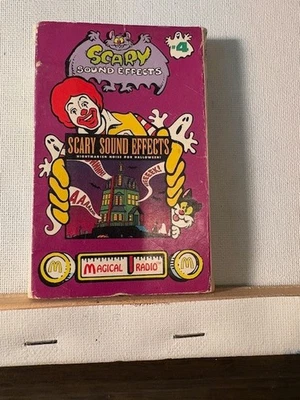 SCARY
SOUND EFFECTS
#4
SCARY SOUND EFFECTS
NIGHTMARISH NOISE FOR HALLOWEEN!
M
MAGICAL RADIO
M